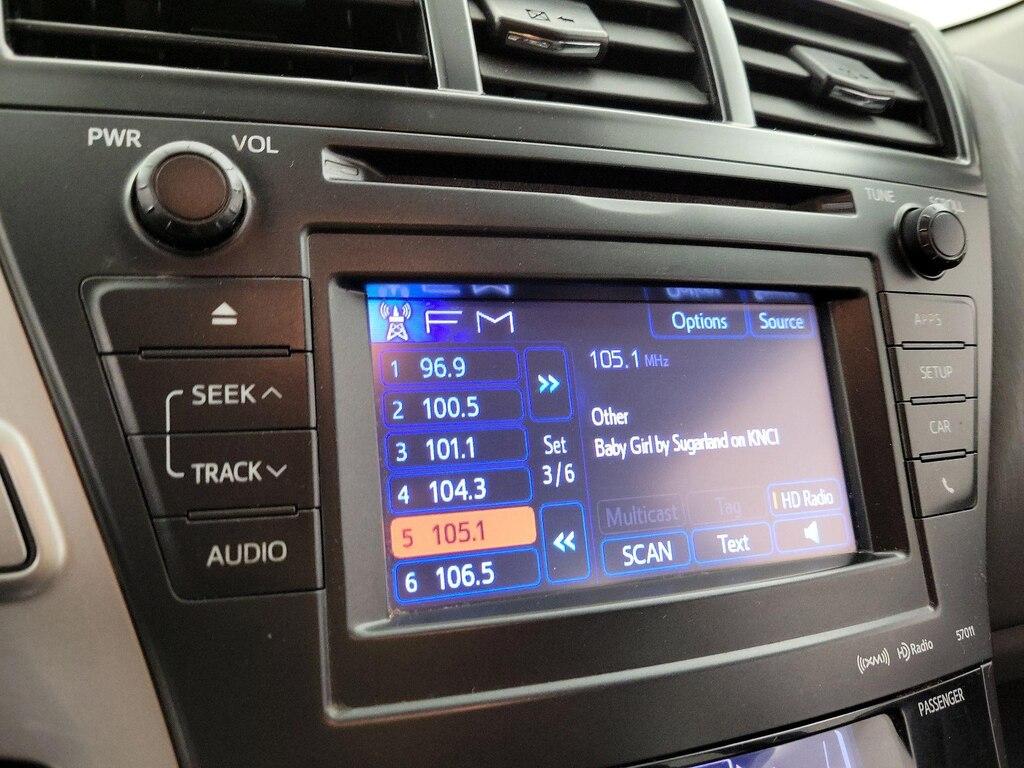 PWR
VOL
TUNE
SCROLL
SEEK
TRACK
AUDIO
FM
Options
Source
1 96.9
2 100.5
3 101.1
4 104.3
5 105.1
6 106.5
Set
3/6
105.1 MHz
Other
Baby Girl by Sugarland on KNCI
Multicast
Tag
HD Radio
SCAN
Text
APPS
SETUP
CAR
((XM))
HD Radio
57011
PASSENGER